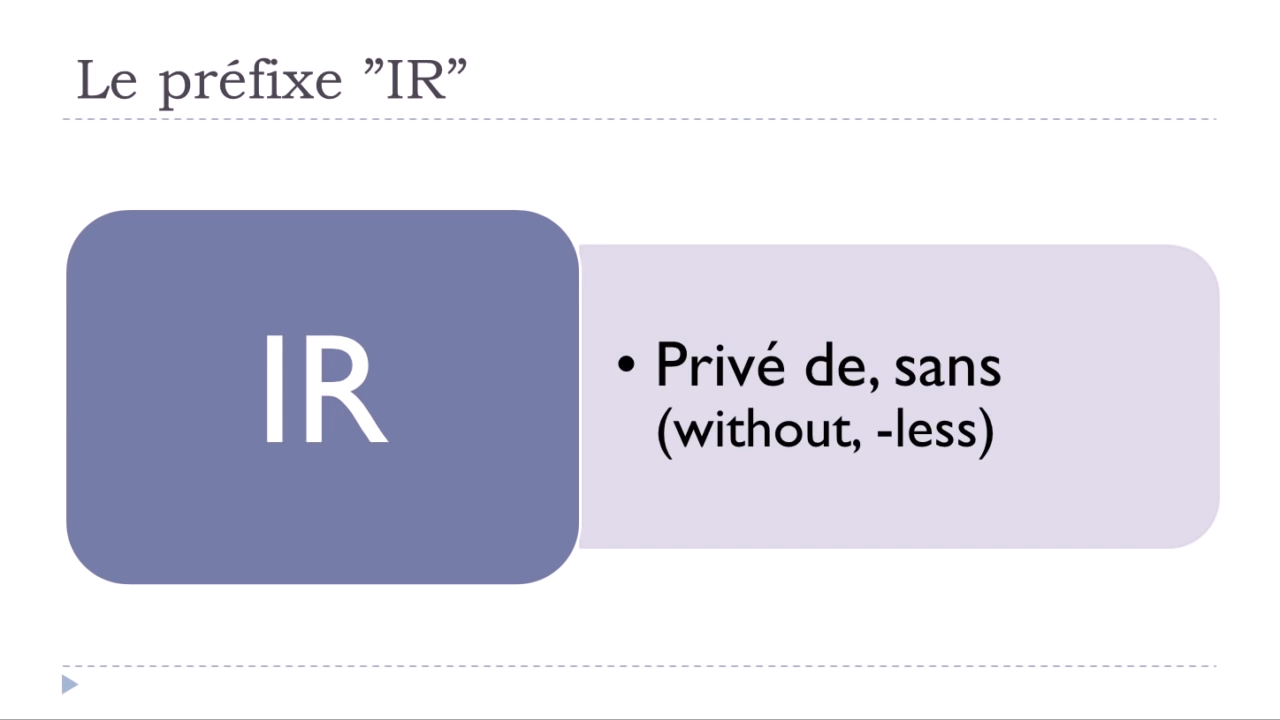 Le préfixe ”IR”
IR
• Privé de, sans
(without, -less)